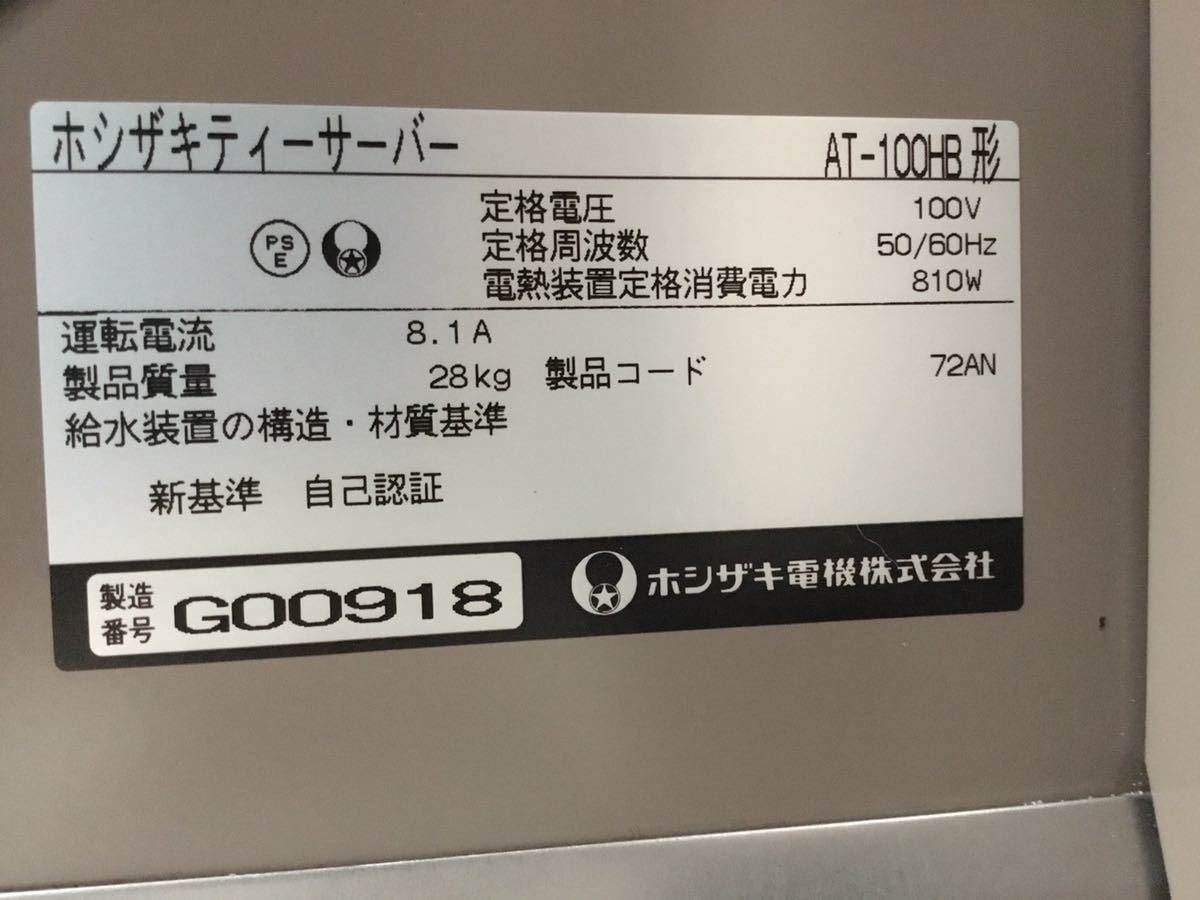 ホシザキティーサーバー AT-100HB 形
PS
E
定格電圧 100V
定格周波数 50/60Hz
電熱装置定格消費電力 810W
運転電流 8.1A
製品質量 28kg 製品コード 72AN
給水装置の構造・材質基準
新基準 自己認証
製造
番号 G00918
ホシザキ電機株式会社